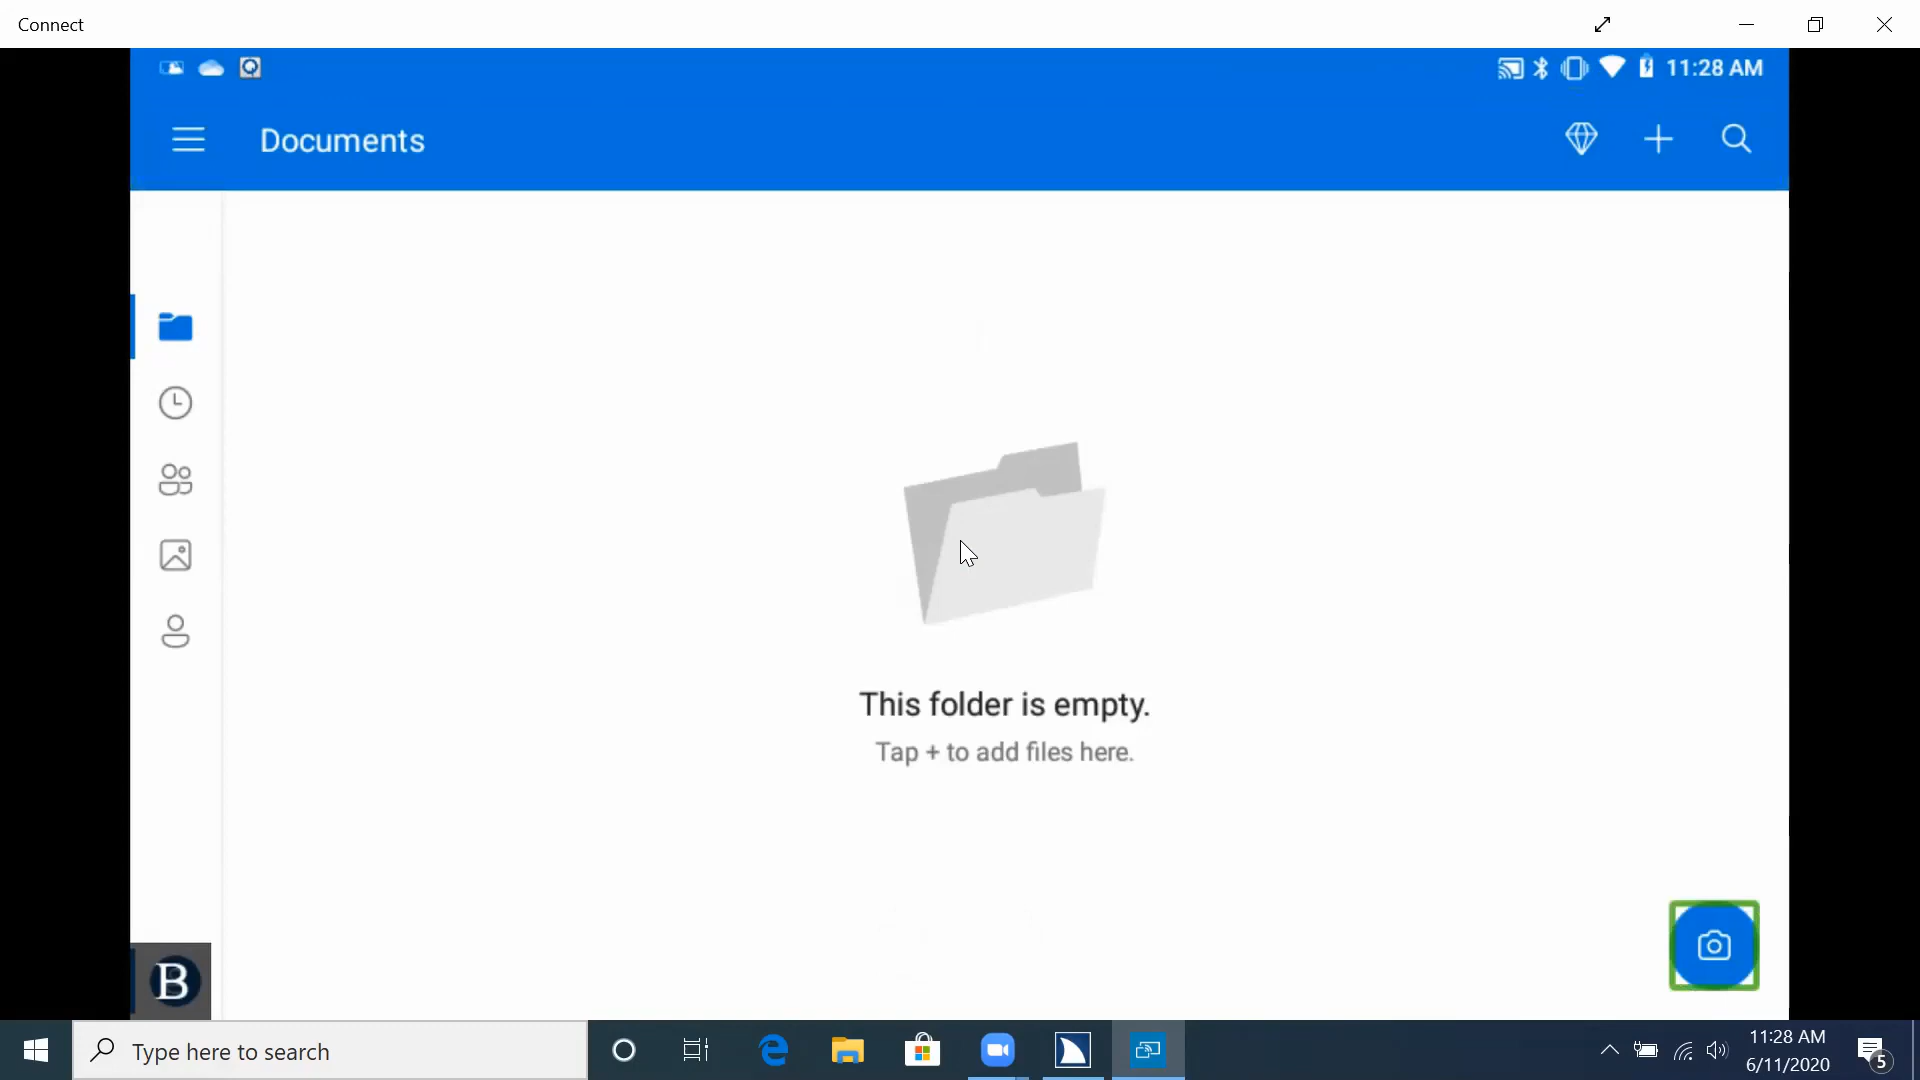 Connect
11:28 AM
Documents
This folder is empty.
Tap + to add files here.
B
Type here to search
11:28 AM
6/11/2020
5